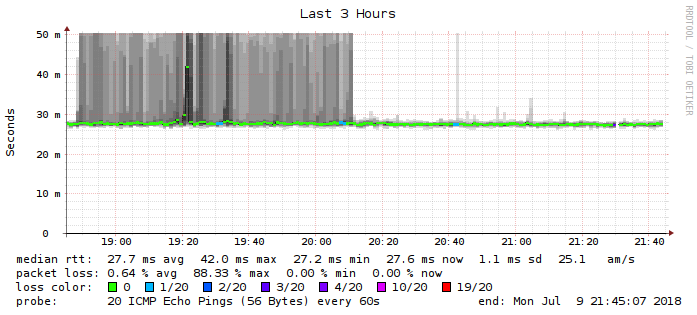 Last 3 Hours
RRDTOOL / TOBI OETIKER
Seconds
50 m
40 m
30 m
20 m
10 m
0
19:00 19:20 19:40 20:00 20:20 20:40 21:00 21:20 21:40
median rtt: 27.7 ms avg 42.0 ms max 27.2 ms min 27.6 ms now 1.1 ms sd 25.1 am/s
packet loss: 0.64 % avg 88.33 % max 0.00 % min 0.00 % now
loss color: 0 1/20 2/20 3/20 4/20 10/20 19/20
probe: 20 ICMP Echo Pings (56 Bytes) every 60s end: Mon Jul 9 21:45:07 2018